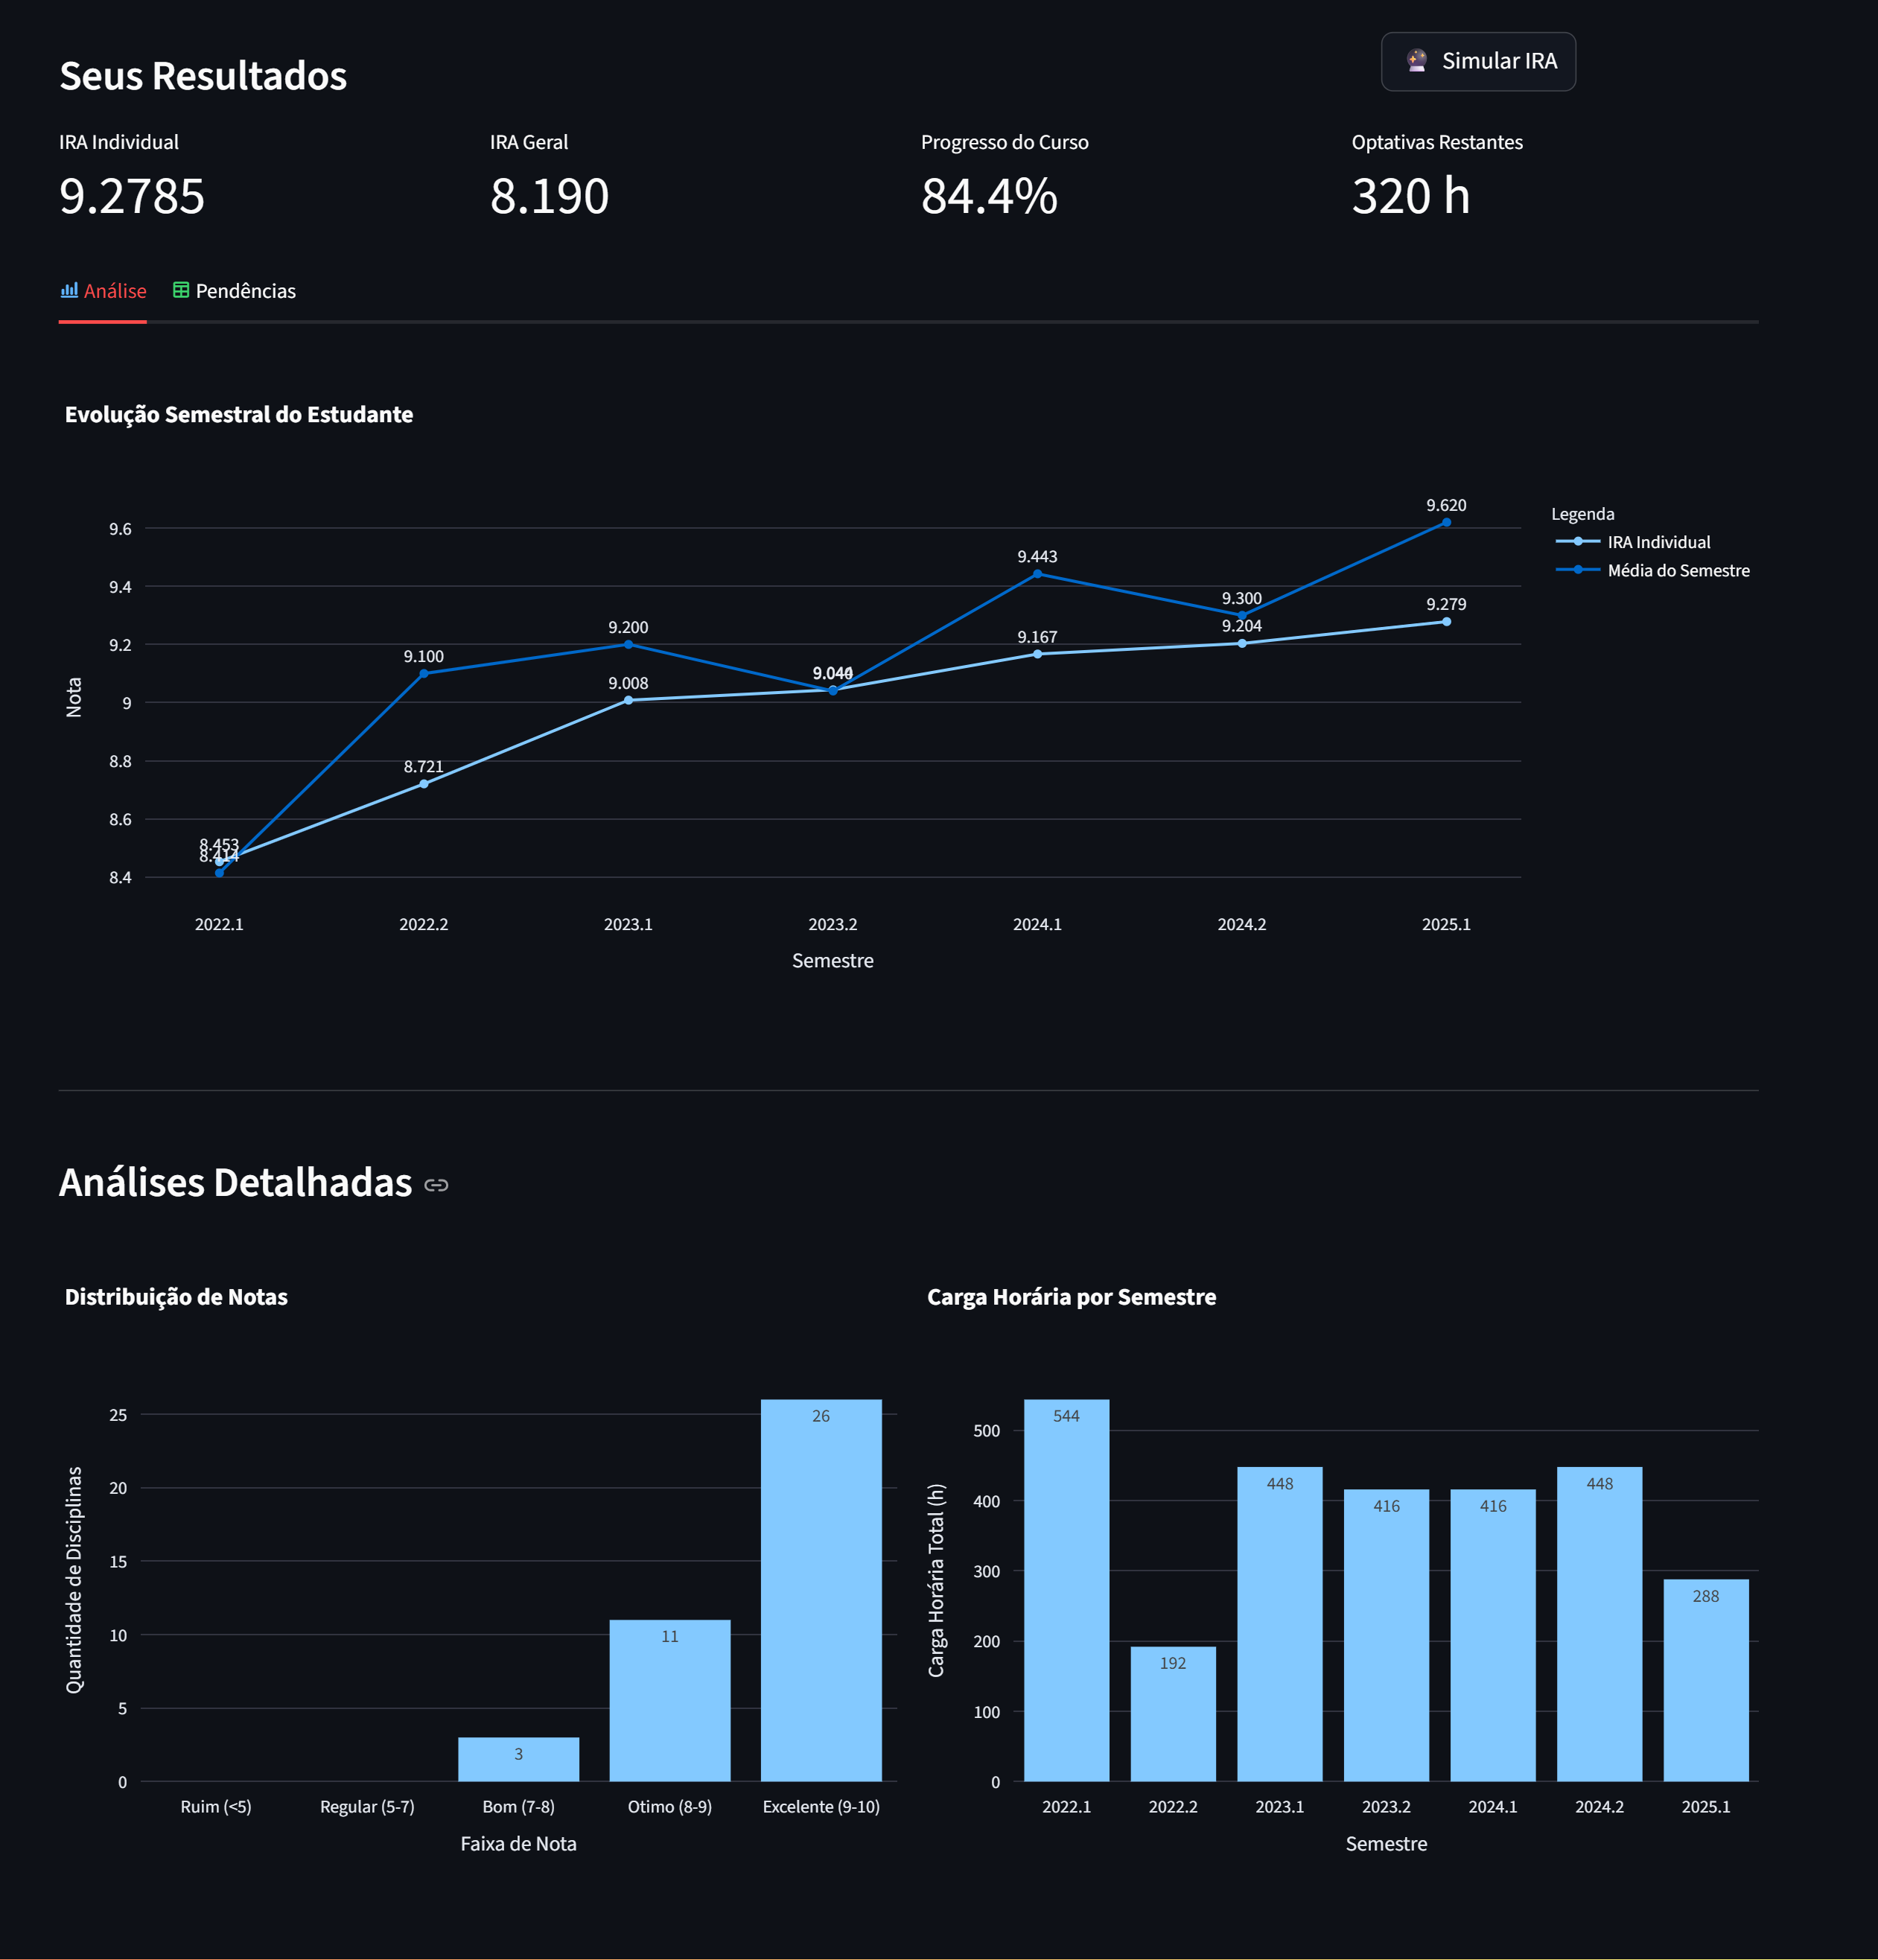 Seus Resultados
Simular IRA
IRA Individual
IRA Geral
Progresso do Curso
Optativas Restantes
9.2785
8.190
84.4%
320 h
Análise
Pendências
Evolução Semestral do Estudante
Nota
9.6
9.4
9.2
9
8.8
8.6
8.4
8.453
8.414
9.100
8.721
9.200
9.008
9.443
9.167
9.300
9.204
9.620
9.279
2022.1
2022.2
2023.1
2023.2
2024.1
2024.2
2025.1
Semestre
Legenda
IRA Individual
Média do Semestre
Análises Detalhadas
Distribuição de Notas
Quantidade de Disciplinas
25
20
15
10
5
0
3
11
26
Ruim (<5)
Regular (5-7)
Bom (7-8)
Otimo (8-9)
Excelente (9-10)
Faixa de Nota
Carga Horária por Semestre
Carga Horária Total (h)
500
400
300
200
100
0
544
192
448
416
416
448
288
2022.1
2022.2
2023.1
2023.2
2024.1
2024.2
2025.1
Semestre